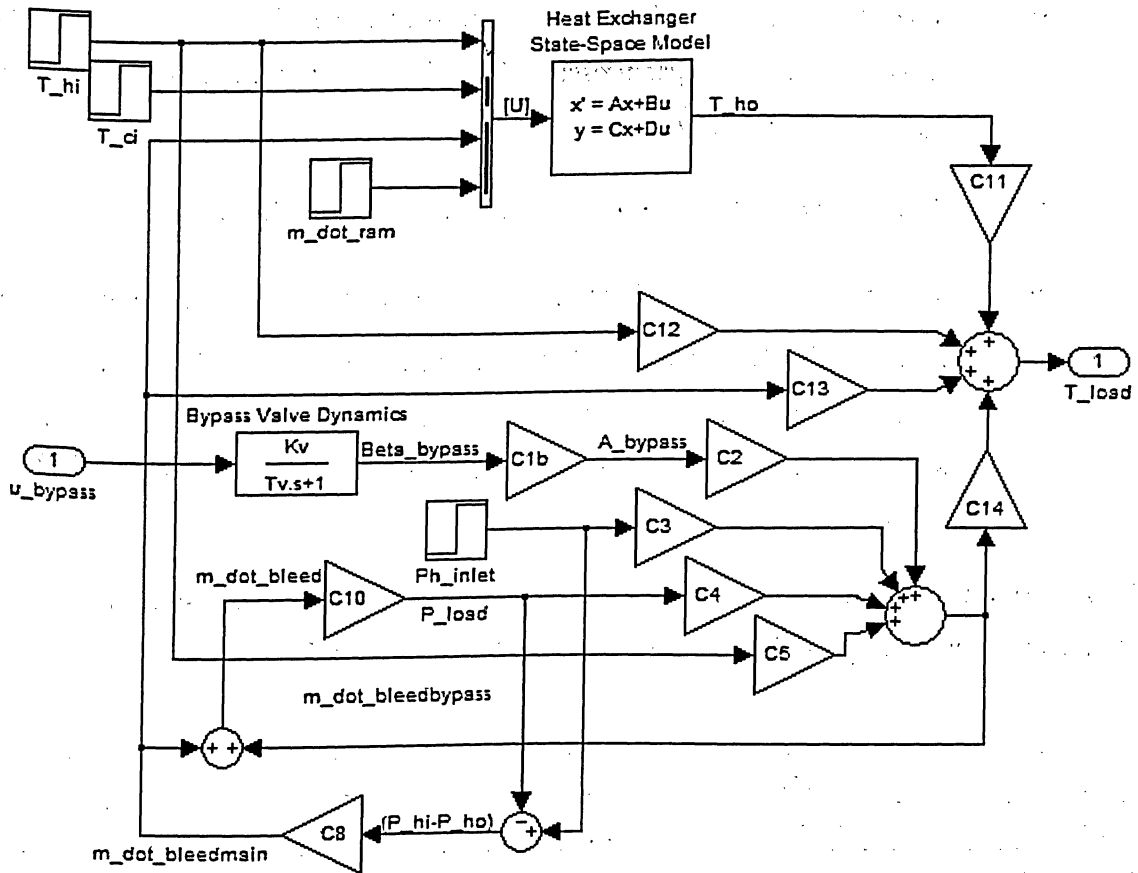 Heat Exchanger
State-Space Model
T_hi
T_ci
[U]
x' = Ax+Bu
y = Cx+Du
T_ho
C11
m_dot_ram
C12
+
+
+
+
1
T_load
C13
Bypass Valve Dynamics
1
u_bypass
Kv
Tv.s+1
Beta_bypass
C1b
A_bypass
C2
C14
C3
Ph_inlet
m_dot_bleed
C10
P_load
C4
+
+
+
+
C5
m_dot_bleedbypass
+ +
C8
(P_hi-P_ho)
-
+
m_dot_bleedmain